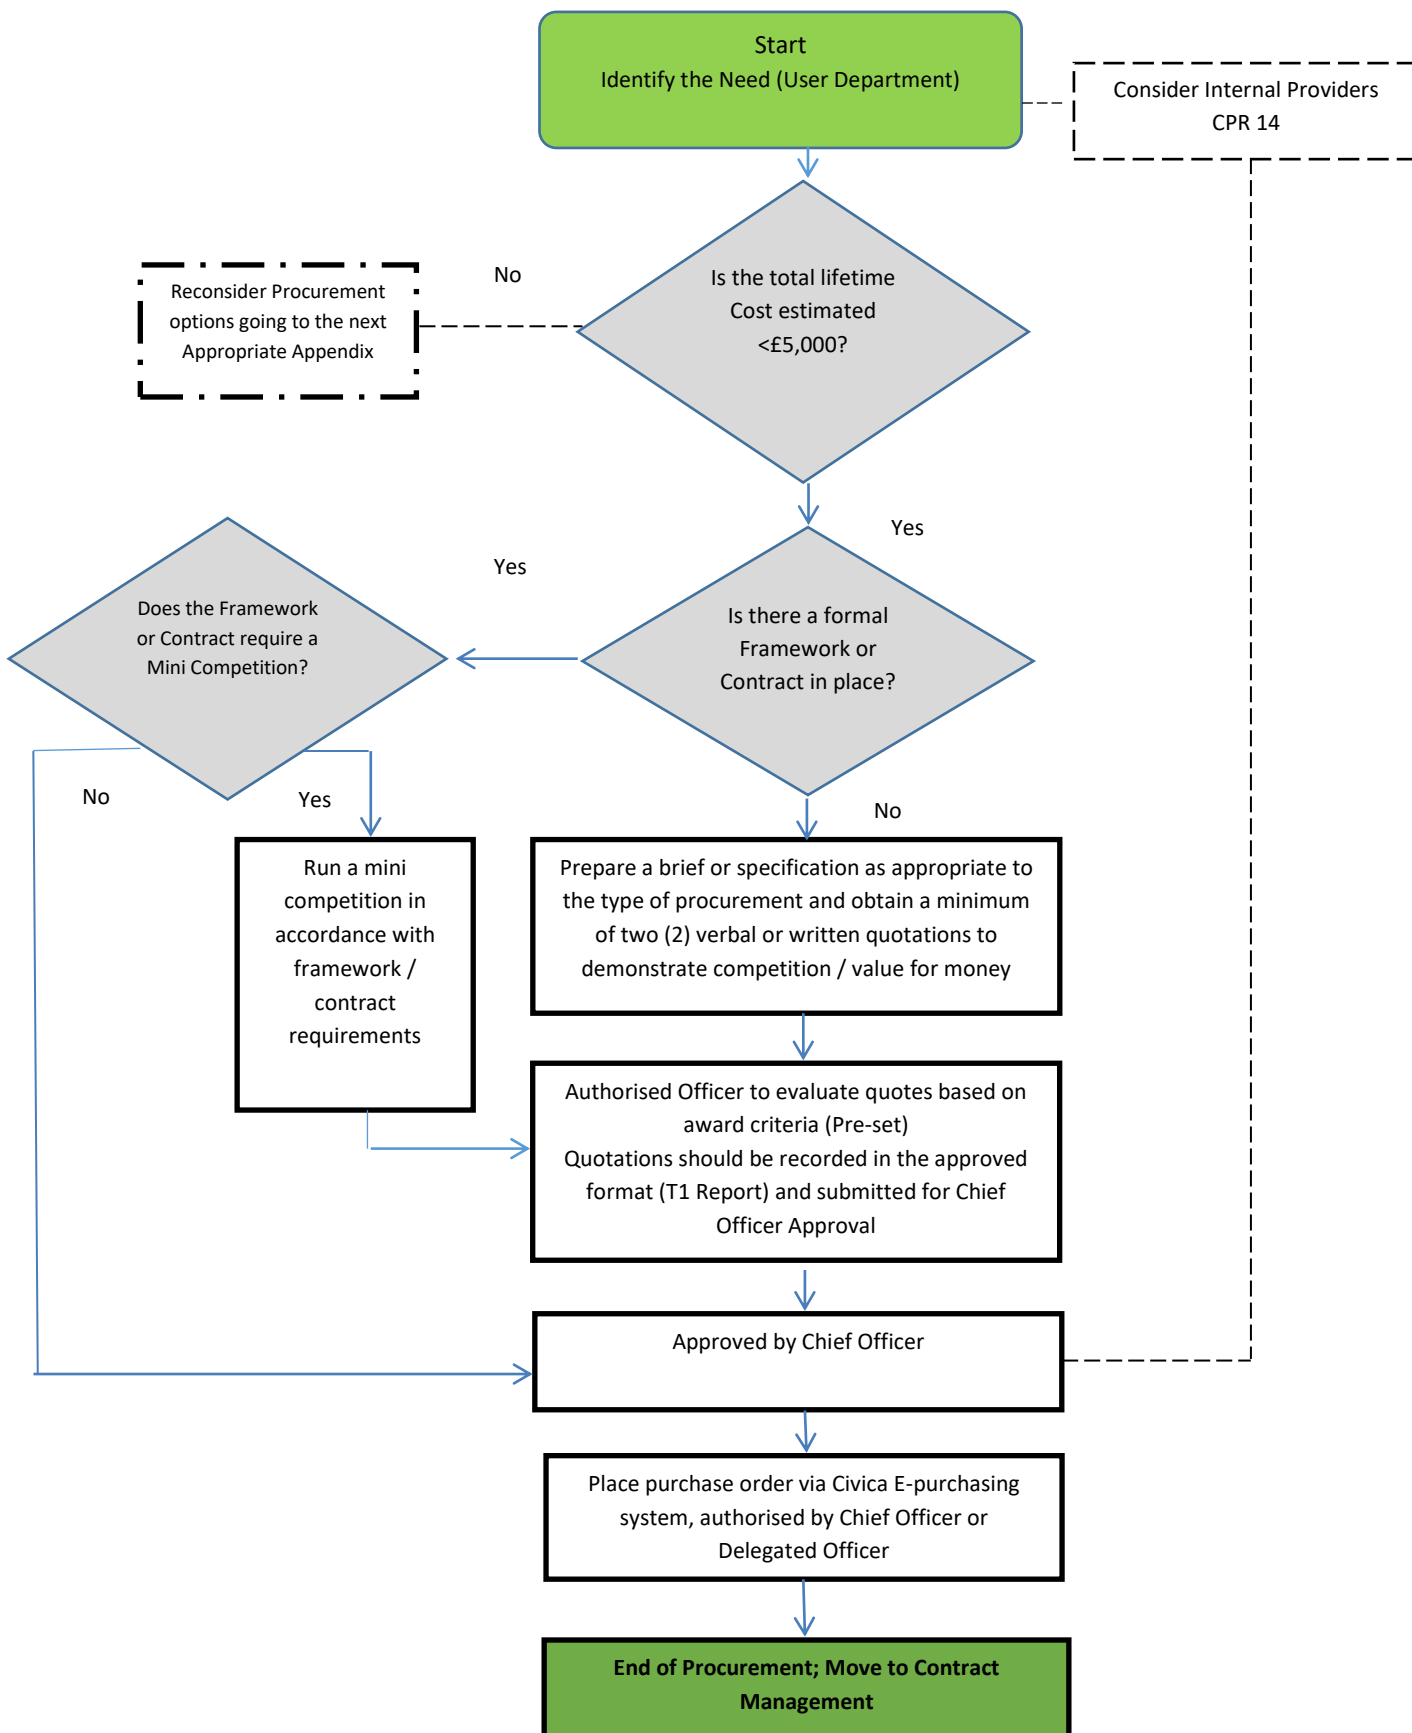 Start
Identify the Need (User Department)
Consider Internal Providers
CPR 14
No
Is the total lifetime
Cost estimated
<£5,000?
Reconsider Procurement
options going to the next
Appropriate Appendix
Yes
Yes
Is there a formal
Framework or
Contract in place?
Does the Framework
or Contract require a
Mini Competition?
No
Yes
No
Run a mini
competition in
accordance with
framework /
contract
requirements
Prepare a brief or specification as appropriate to
the type of procurement and obtain a minimum
of two (2) verbal or written quotations to
demonstrate competition / value for money
Authorised Officer to evaluate quotes based on
award criteria (Pre-set)
Quotations should be recorded in the approved
format (T1 Report) and submitted for Chief
Officer Approval
Approved by Chief Officer
Place purchase order via Civica E-purchasing
system, authorised by Chief Officer or
Delegated Officer
End of Procurement; Move to Contract
Management